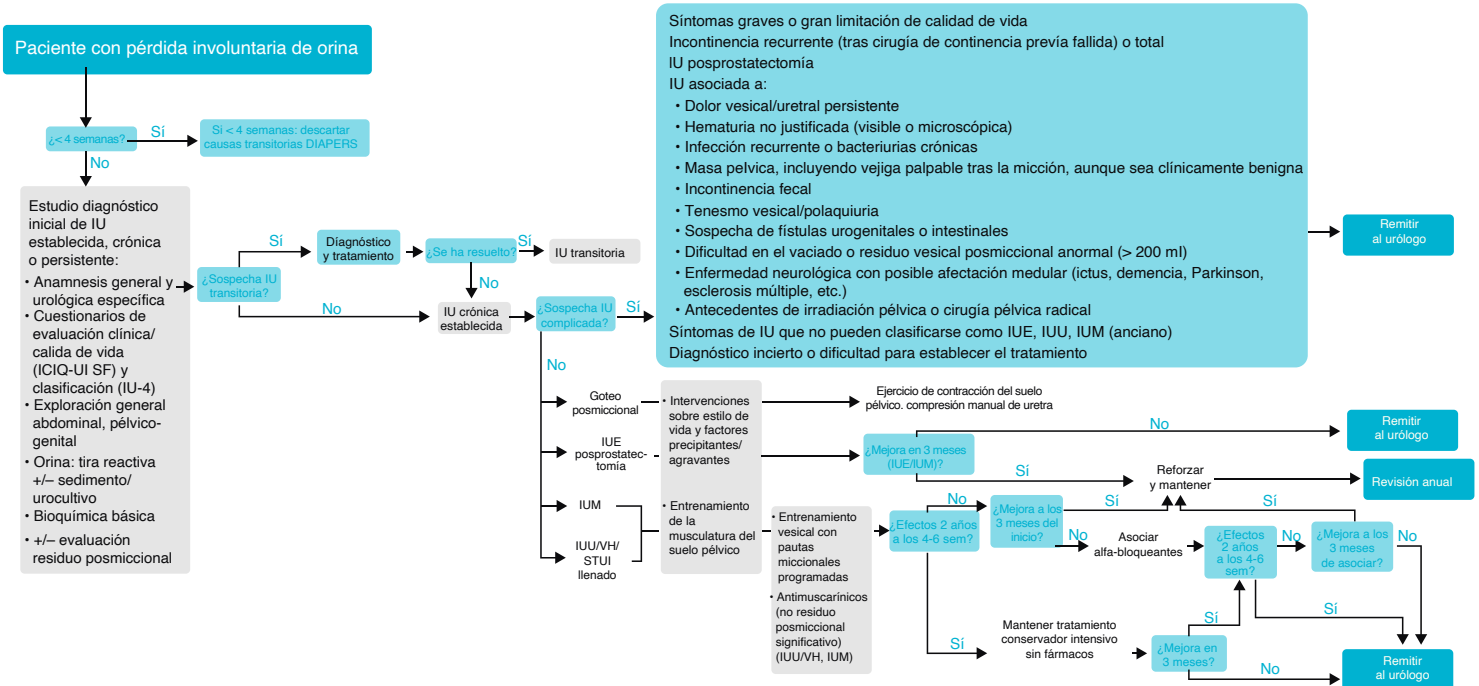 Paciente con pérdida involuntaria de orina
¿< 4 semanas?
Sí
Si < 4 semanas: descartar
causas transitorias DIAPERS
No
Estudio diagnóstico
inicial de IU
establecida, crónica
o persistente:
• Anamnesis general y
urológica específica
• Cuestionarios de
evaluación clínica/
calida de vida
(ICIQ-UI SF) y
clasificación (IU-4)
• Exploración general
abdominal, pélvico-
genital
• Orina: tira reactiva
+/– sedimento/
urocultivo
• Bioquímica básica
• +/– evaluación
residuo posmiccional
¿Sospecha IU
transitoria?
Sí
Diagnóstico
y tratamiento
¿Se ha resuelto?
Sí
IU transitoria
No
No
IU crónica
establecida
¿Sospecha IU
complicada?
Sí
Síntomas graves o gran limitación de calidad de vida
Incontinencia recurrente (tras cirugía de continencia prevía fallida) o total
IU posprostatectomía
IU asociada a:
• Dolor vesical/uretral persistente
• Hematuria no justificada (visible o microscópica)
• Infección recurrente o bacteriurias crónicas
• Masa pelvica, incluyendo vejiga palpable tras la micción, aunque sea clínicamente benigna
• Incontinencia fecal
• Tenesmo vesical/polaquiuria
• Sospecha de fístulas urogenitales o intestinales
• Dificultad en el vaciado o residuo vesical posmiccional anormal (> 200 ml)
• Enfermedad neurológica con posible afectación medular (ictus, demencia, Parkinson,
esclerosis múltiple, etc.)
• Antecedentes de irradiación pélvica o cirugía pélvica radical
Síntomas de IU que no pueden clasificarse como IUE, IUU, IUM (anciano)
Diagnóstico incierto o dificultad para establecer el tratamiento
Remitir
al urólogo
No
Goteo
posmiccional
IUE
posprostatec-
tomía
IUM
IUU/VH/
STUI
llenado
• Intervenciones
sobre estilo de
vida y factores
precipitantes/
agravantes
• Entrenamiento
de la
musculatura del
suelo pélvico
Ejercicio de contracción del suelo
pélvico. compresión manual de uretra
¿Mejora en 3 meses
(IUE/IUM)?
No
Remitir
al urólogo
Sí
Reforzar
y mantener
Revisión anual
• Entrenamiento
vesical con
pautas
miccionales
programadas
• Antimuscarínicos
(no residuo
posmiccional
significativo)
(IUU/VH, IUM)
¿Efectos 2 años
a los 4-6 sem?
No
¿Mejora a los
3 meses del
inicio?
Sí
No
Asociar
alfa-bloqueantes
¿Efectos
2 años
a los 4-6
sem?
No
¿Mejora a los
3 meses
de asociar?
Sí
No
Sí
Sí
Mantener tratamiento
conservador intensivo
sin fármacos
¿Mejora en
3 meses?
Sí
No
Remitir
al urólogo